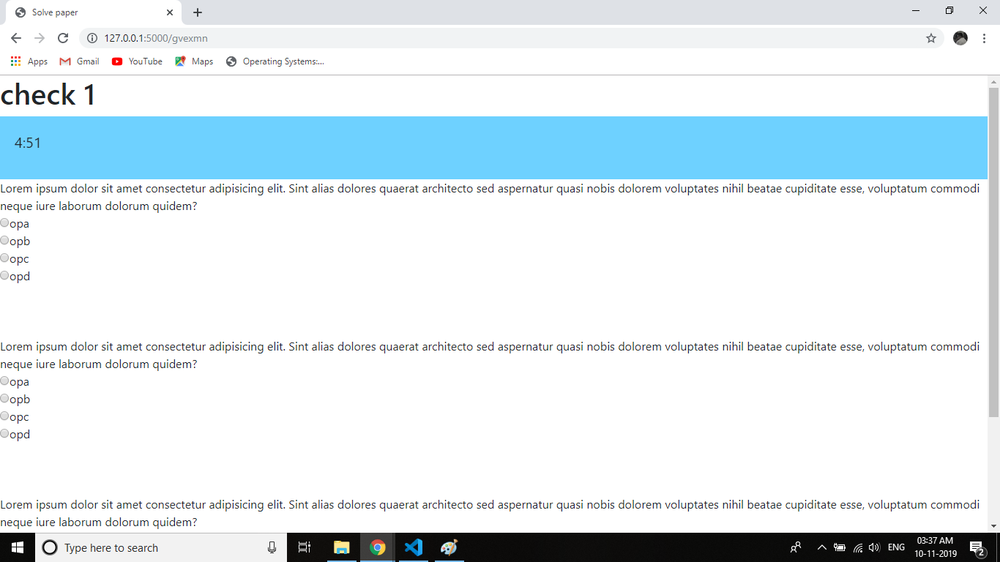 Solve paper
127.0.0.1:5000/gvexmn
Apps Gmail YouTube Maps Operating Systems:...
check 1
4:51
Lorem ipsum dolor sit amet consectetur adipisicing elit. Sint alias dolores quaerat architecto sed aspernatur quasi nobis dolorem voluptates nihil beatae cupiditate esse, voluptatum commodi
neque iure laborum dolorum quidem?
opa
opb
opc
opd
Lorem ipsum dolor sit amet consectetur adipisicing elit. Sint alias dolores quaerat architecto sed aspernatur quasi nobis dolorem voluptates nihil beatae cupiditate esse, voluptatum commodi
neque iure laborum dolorum quidem?
opa
opb
opc
opd
Lorem ipsum dolor sit amet consectetur adipisicing elit. Sint alias dolores quaerat architecto sed aspernatur quasi nobis dolorem voluptates nihil beatae cupiditate esse, voluptatum commodi
neque iure laborum dolorum quidem?
Type here to search
ENG
03:37 AM
10-11-2019
2